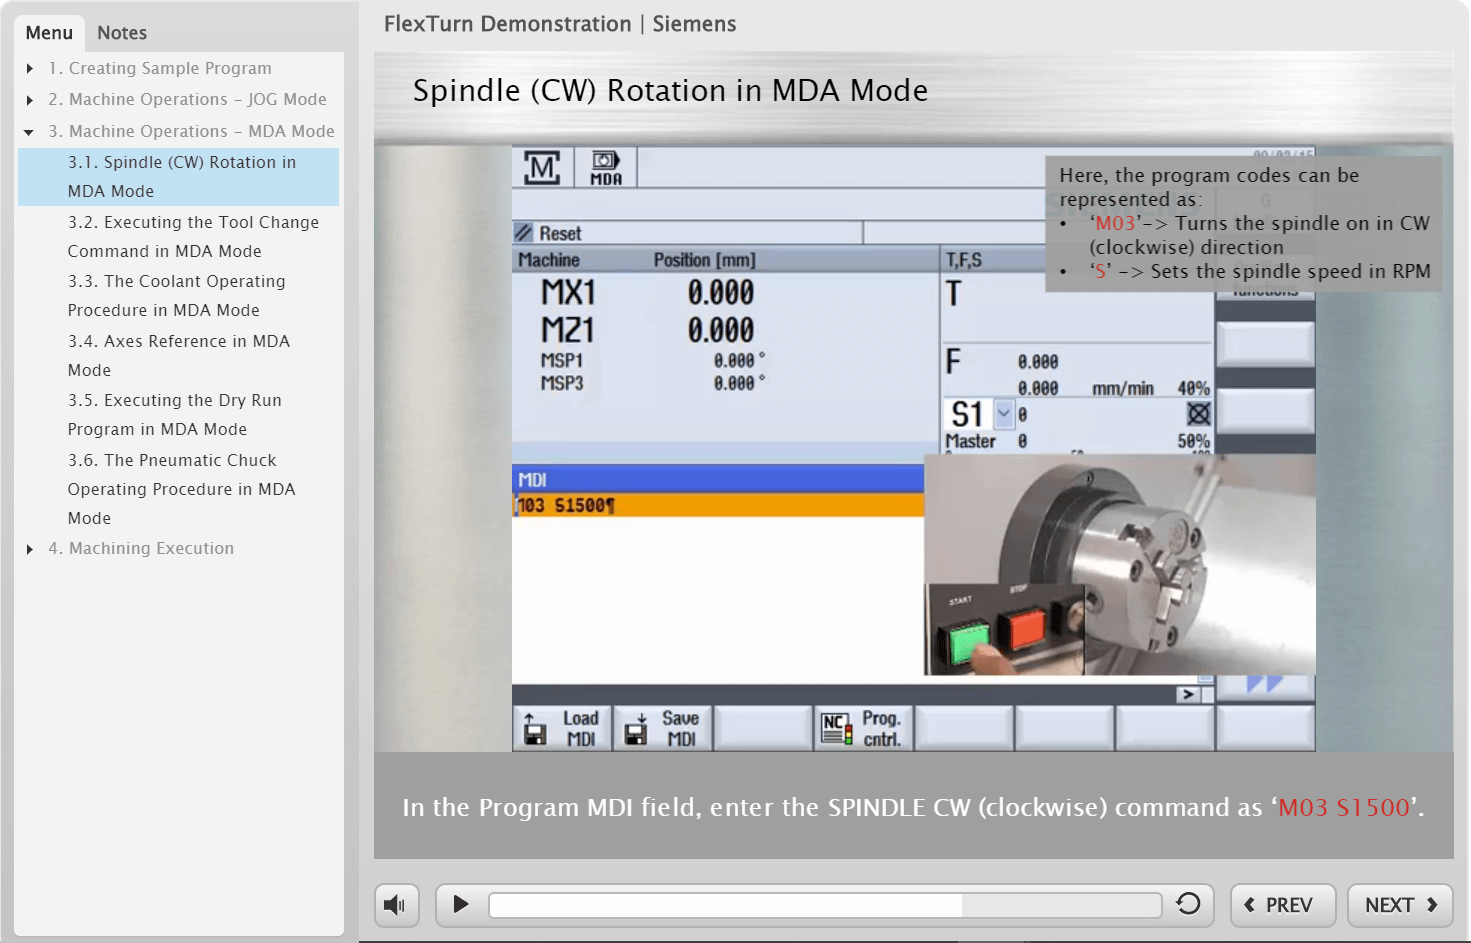 Menu
Notes
1. Creating Sample Program
2. Machine Operations - JOG Mode
3. Machine Operations - MDA Mode
3.1. Spindle (CW) Rotation in
MDA Mode
3.2. Executing the Tool Change
Command in MDA Mode
3.3. The Coolant Operating
Procedure in MDA Mode
3.4. Axes Reference in MDA
Mode
3.5. Executing the Dry Run
Program in MDA Mode
3.6. The Pneumatic Chuck
Operating Procedure in MDA
Mode
4. Machining Execution
FlexTurn Demonstration | Siemens
Spindle (CW) Rotation in MDA Mode
M
MDA
Here, the program codes can be
represented as:
• ‘M03’-> Turns the spindle on in CW
(clockwise) direction
• ‘S’ -> Sets the spindle speed in RPM
functions
Reset
Machine Position [mm] T,F,S
MX1 0.000 T
MZ1 0.000
MSP1 0.000 °
MSP3 0.000 °
F 0.000
0.000 mm/min 40%
S1 0
Master 0 50%
MDI
M03 S1500¶
START STOP
>
Load
MDI
Save
MDI
NC
Prog.
cntrl.
In the Program MDI field, enter the SPINDLE CW (clockwise) command as ‘M03 S1500’.
PREV
NEXT